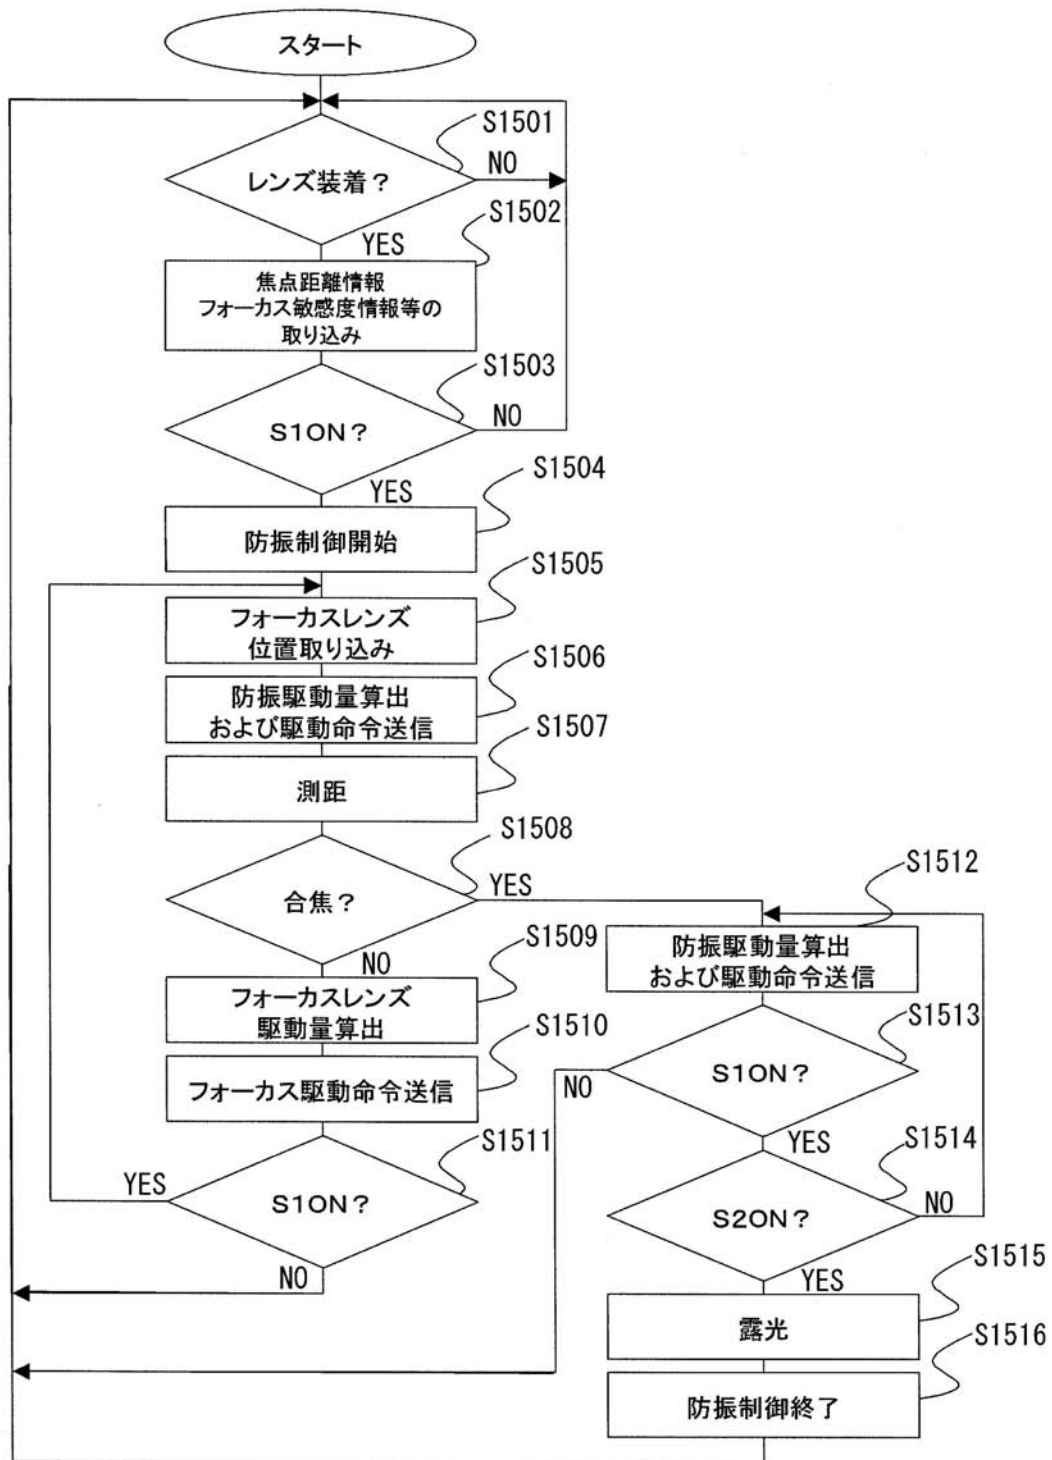 スタート
S1501
レンズ装着？
NO
S1502
YES
焦点距離情報
フォーカス敏感度情報等の
取り込み
S1503
S1ON？
NO
S1504
YES
防振制御開始
S1505
フォーカスレンズ
位置取り込み
S1506
防振駆動量算出
および駆動命令送信
S1507
測距
S1508
合焦？
YES
NO
S1509
フォーカスレンズ
駆動量算出
S1510
フォーカス駆動命令送信
S1511
S1ON？
YES
NO
S1512
防振駆動量算出
および駆動命令送信
S1513
S1ON？
NO
YES
S1514
S2ON？
NO
YES
S1515
露光
S1516
防振制御終了